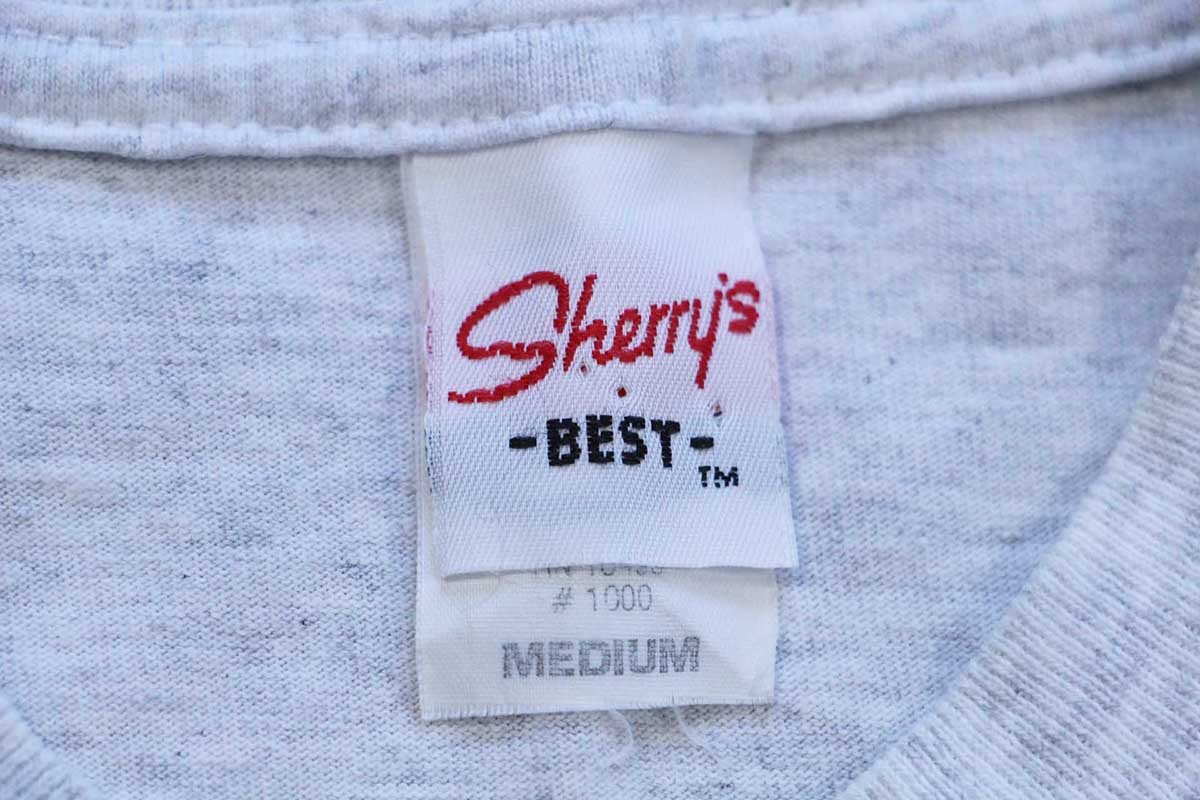 Sherry's
-BEST-
TM
# 1000
MEDIUM